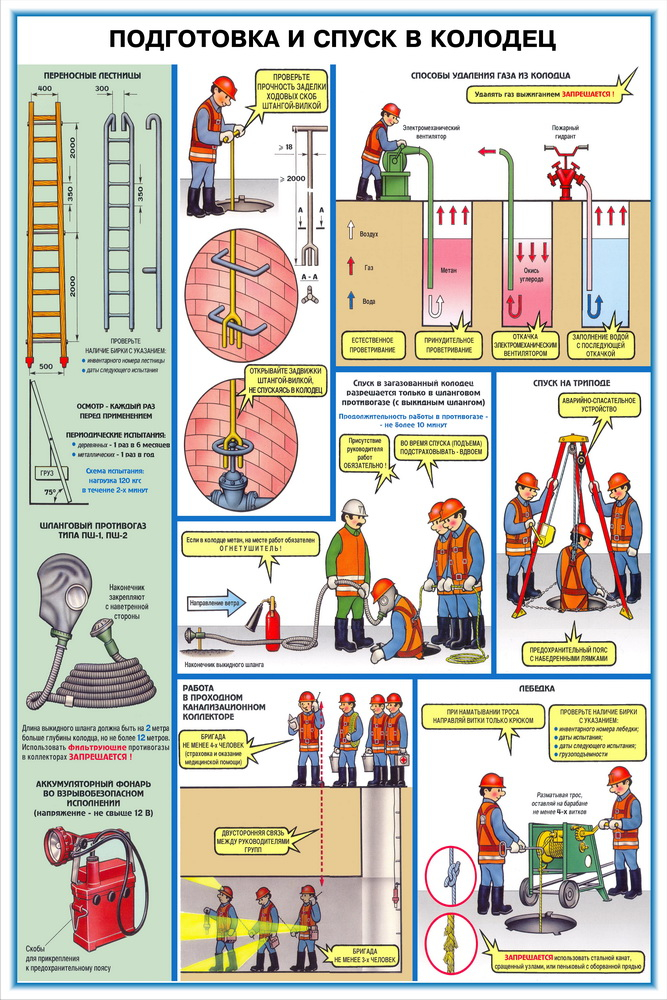 ПОДГОТОВКА И СПУСК В КОЛОДЕЦ
ПЕРЕНОСНЫЕ ЛЕСТНИЦЫ
400
300
2000
350
350
2000
500
ПРОВЕРЬТЕ
НАЛИЧИЕ БИРКИ С УКАЗАНИЕМ:
• инвентарного номера лестницы
• даты следующего испытания
ОСМОТР - КАЖДЫЙ РАЗ
ПЕРЕД ПРИМЕНЕНИЕМ
ПЕРИОДИЧЕСКИЕ ИСПЫТАНИЯ:
• деревянных - 1 раз в 6 месяцев
• металлических - 1 раз в год
Схема испытания:
нагрузка 120 кгс
в течение 2-х минут
ГРУЗ
75°
ШЛАНГОВЫЙ ПРОТИВОГАЗ
ТИПА ПШ-1, ПШ-2
Наконечник
закрепляют
с наветренной
стороны
Длина выкидного шланга должна быть на 2 метра
больше глубины колодца, но не более 12 метров.
Использовать фильтрующие противогазы
в коллекторах ЗАПРЕЩАЕТСЯ !
АККУМУЛЯТОРНЫЙ ФОНАРЬ
ВО ВЗРЫВОБЕЗОПАСНОМ
ИСПОЛНЕНИИ
(напряжение - не свыше 12 В)
Скобы
для прикрепления
к предохранительному поясу
ПРОВЕРЬТЕ
ПРОЧНОСТЬ ЗАДЕЛКИ
ХОДОВЫХ СКОБ
ШТАНГОЙ-ВИЛКОЙ
⩾ 18
⩾ 2000
А
А
А - А
ОТКРЫВАЙТЕ ЗАДВИЖКИ
ШТАНГОЙ-ВИЛКОЙ,
НЕ СПУСКАЯСЬ В КОЛОДЕЦ
СПОСОБЫ УДАЛЕНИЯ ГАЗА ИЗ КОЛОДЦА
Удалять газ выжиганием ЗАПРЕЩАЕТСЯ !
Электромеханический
вентилятор
Пожарный
гидрант
Воздух
Газ
Вода
Метан
Окись
углерода
ЕСТЕСТВЕННОЕ
ПРОВЕТРИВАНИЕ
ПРИНУДИТЕЛЬНОЕ
ПРОВЕТРИВАНИЕ
ОТКАЧКА
ЭЛЕКТРОМЕХАНИЧЕСКИМ
ВЕНТИЛЯТОРОМ
ЗАПОЛНЕНИЕ ВОДОЙ
С ПОСЛЕДУЮЩЕЙ
ОТКАЧКОЙ
Спуск в загазованный колодец
разрешается только в шланговом
противогазе (с выкидным шлангом)
Продолжительность работы в противогазе -
- не более 10 минут
Присутствие
руководителя
работ
ОБЯЗАТЕЛЬНО !
ВО ВРЕМЯ СПУСКА (ПОДЪЕМА)
ПОДСТРАХОВЫВАТЬ - ВДВОЕМ
Если в колодце метан, на месте работ обязателен
ОГНЕТУШИТЕЛЬ !
Направление ветра
Наконечник выкидного шланга
СПУСК НА ТРИПОДЕ
АВАРИЙНО-СПАСАТЕЛЬНОЕ
УСТРОЙСТВО
ПРЕДОХРАНИТЕЛЬНЫЙ ПОЯС
С НАБЕДРЕННЫМИ ЛЯМКАМИ
РАБОТА
В ПРОХОДНОМ
КАНАЛИЗАЦИОННОМ
КОЛЛЕКТОРЕ
БРИГАДА
НЕ МЕНЕЕ 4-х ЧЕЛОВЕК
(страховка и оказание
медицинской помощи)
ДВУСТОРОННЯЯ СВЯЗЬ
МЕЖДУ РУКОВОДИТЕЛЯМИ
ГРУПП
БРИГАДА
НЕ МЕНЕЕ 3-х ЧЕЛОВЕК
ЛЕБЕДКА
ПРИ НАМАТЫВАНИИ ТРОСА
НАПРАВЛЯЙ ВИТКИ ТОЛЬКО КРЮКОМ
ПРОВЕРЬТЕ НАЛИЧИЕ БИРКИ
С УКАЗАНИЕМ:
• инвентарного номера лебедки;
• даты испытания;
• даты следующего испытания;
• грузоподъемности
Разматывая трос,
оставляй на барабане
не менее 4-х витков
ЗАПРЕЩАЕТСЯ использовать стальной канат,
сращенный узлами, или пеньковый с оборванной прядью